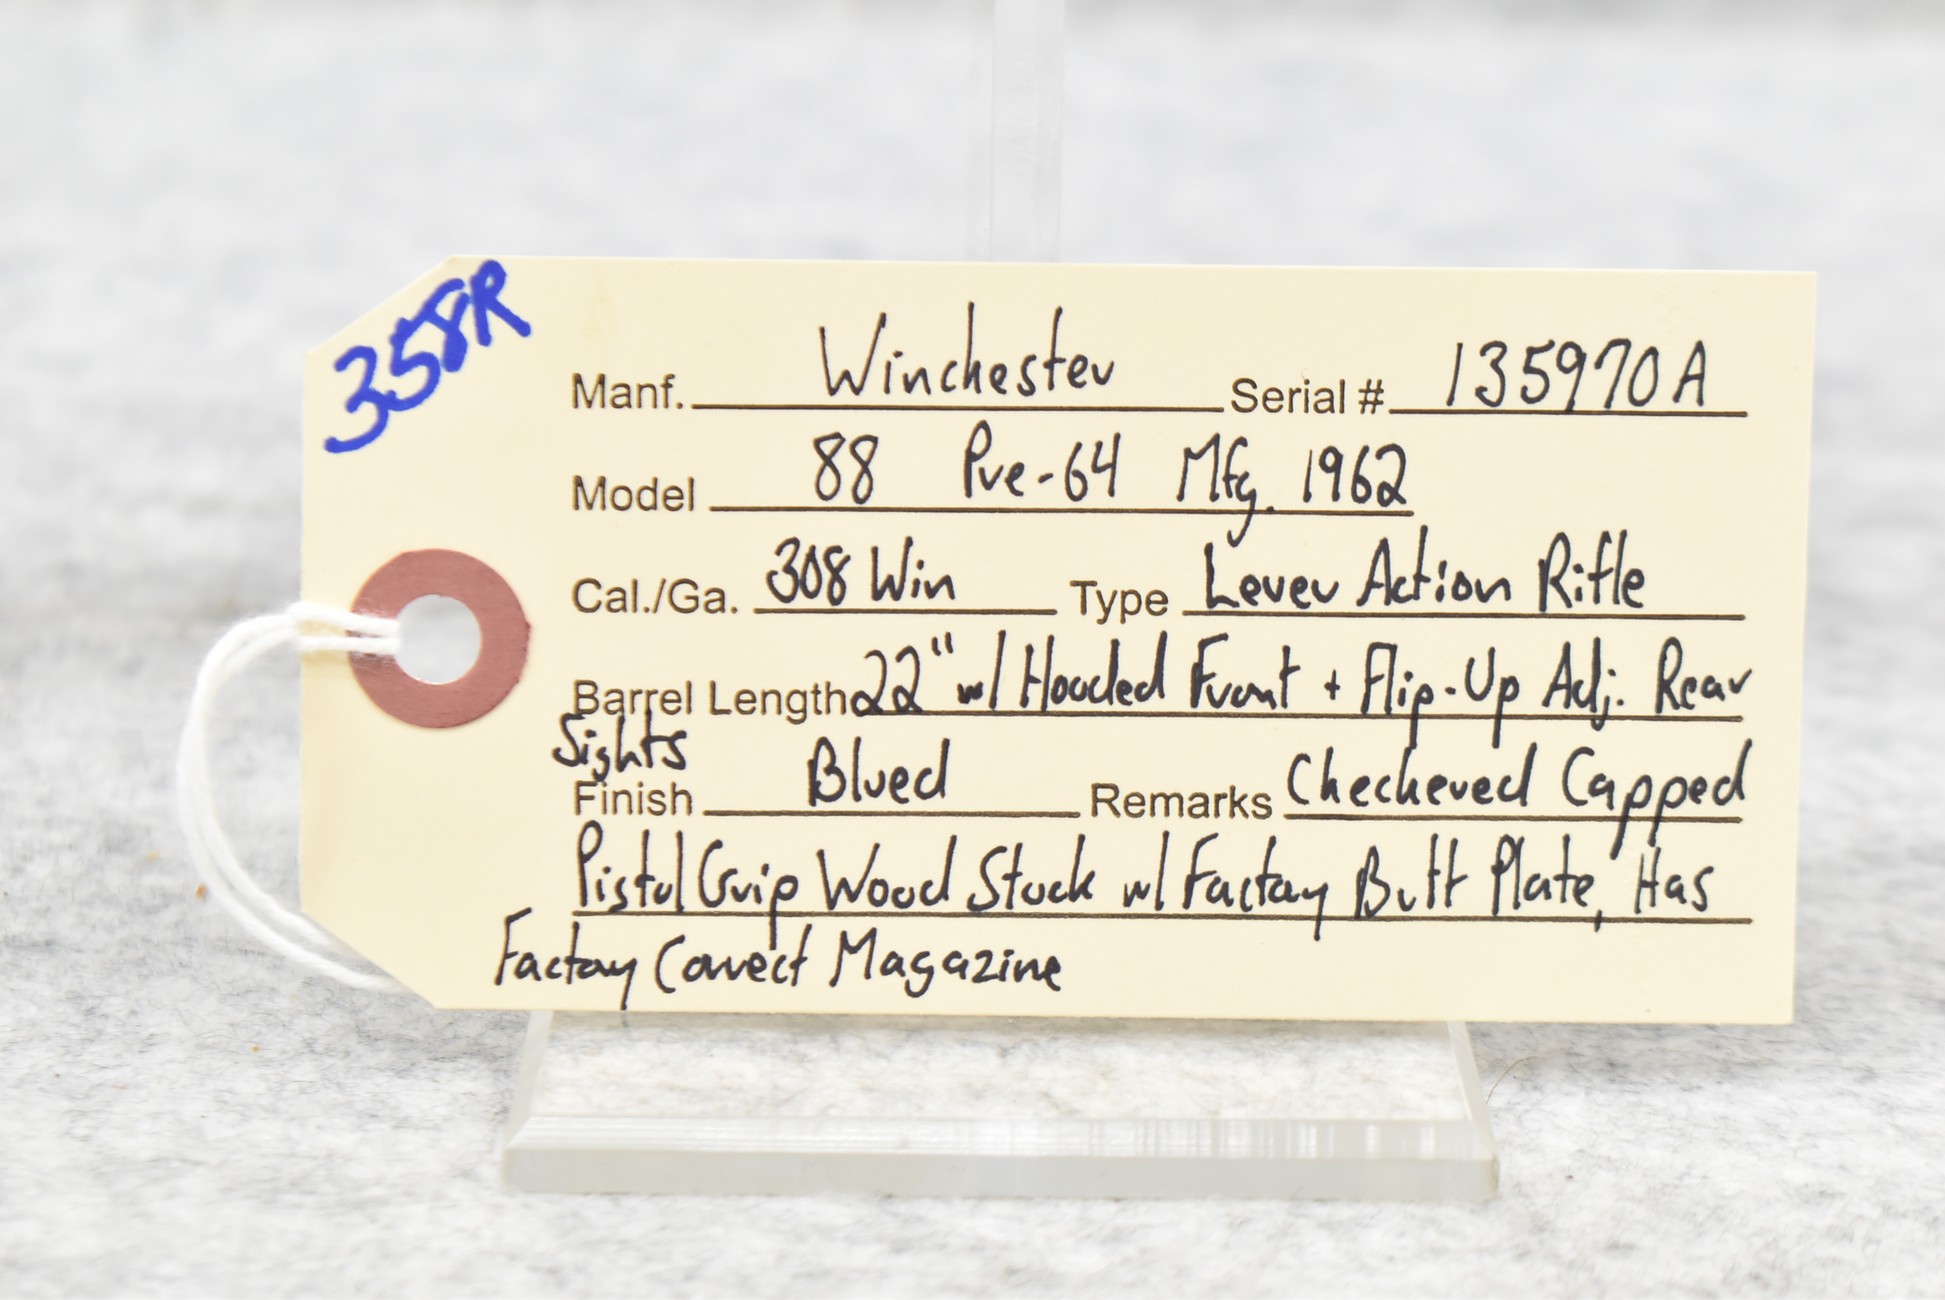 358R
Manf. Winchester Serial # 135970A
Model 88 Pre-64 Mfg. 1962
Cal./Ga. 308 Win Type Lever Action Rifle
Barrel Length 22" w/ Hooded Front + Flip-Up Adj. Rear
Sights
Finish Blued Remarks Checkered Capped
Pistol Grip Wood Stock w/ Factory Butt Plate, Has
Factory Correct Magazine